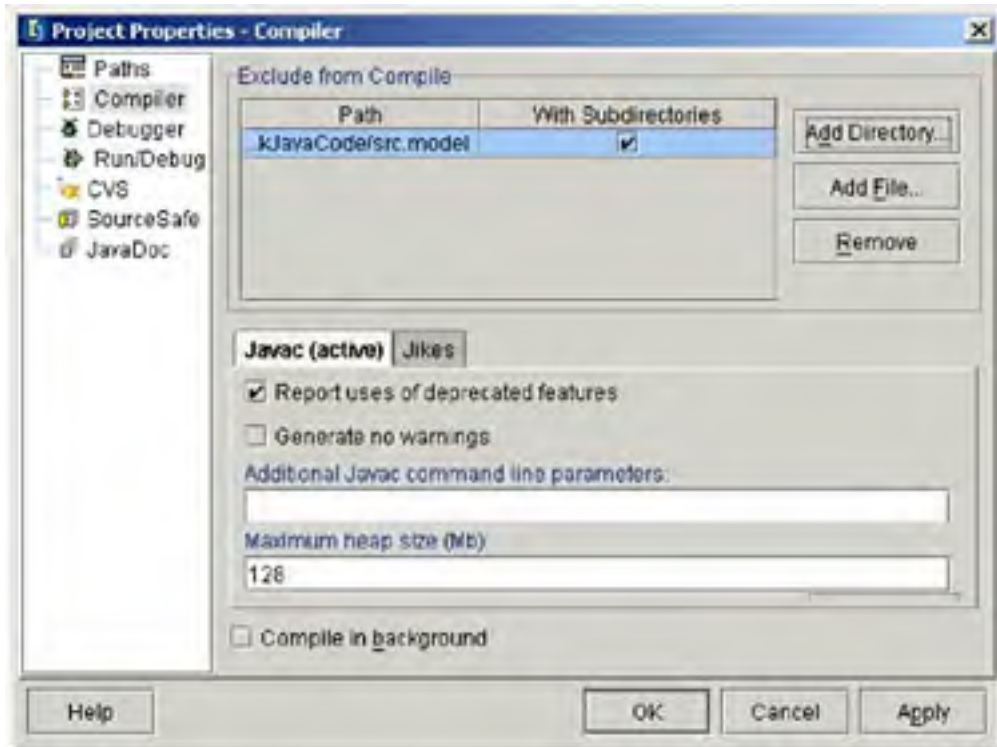 Project Properties - Compiler
Paths
Compiler
Debugger
Run/Debug
CVS
SourceSafe
JavaDoc
Exclude from Compile
Path With Subdirectories
.kJavaCode/src.model
Add Directory...
Add File...
Remove
Javac (active) Jikes
Report uses of deprecated features
Generate no warnings
Additional Javac command line parameters:
Maximum heap size (Mb)
128
Compile in background
Help OK Cancel Apply